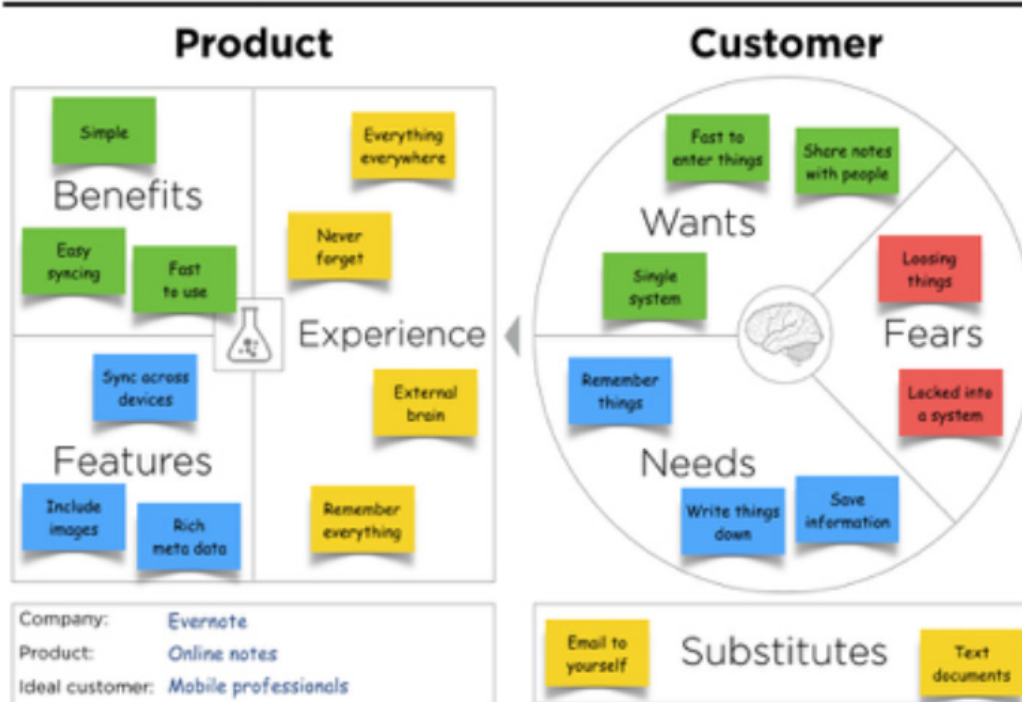 Product
Simple
Benefits
Easy
syncing
Fast
to use
Everything
everywhere
Never
forget
Experience
External
brain
Remember
everything
Sync across
devices
Features
Include
images
Rich
meta data
Company: Evernote
Product: Online notes
Ideal customer: Mobile professionals
Customer
Fast to
enter things
Share notes
with people
Wants
Single
system
Loosing
things
Fears
Locked into
a system
Remember
things
Needs
Write things
down
Save
information
Email to
yourself
Substitutes
Text
documents